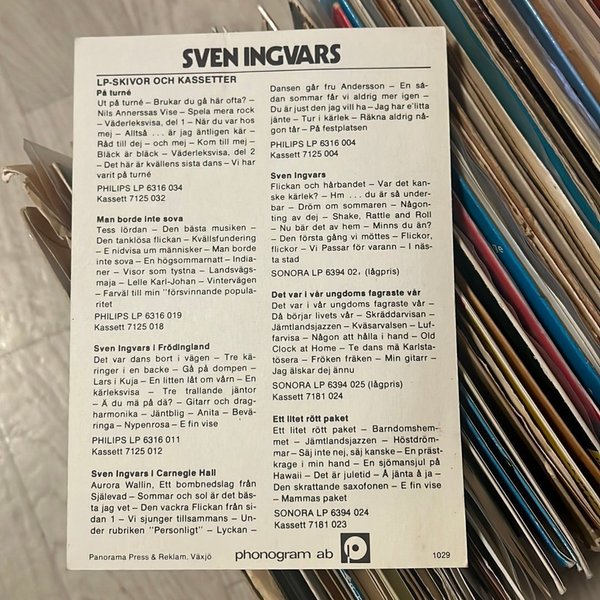 SVEN INGVARS
LP-SKIVOR OCH KASSETTER
På turné
Ut på turné – Brukar du gå här ofta? –
Nils Annerssas Vise – Spela mera rock
– Väderleksvisa, del 1 – När du var hos
mej – Alltså ... är jag äntligen kär –
Råd till dej – och mej – Kom till mej –
Bläck är bläck – Väderleksvisa, del 2
– Det här är kvällens sista dans – Vi har
varit på turné
PHILIPS LP 6316 034
Kassett 7125 032
Man borde inte sova
Tess lördan – Den bästa musiken –
Den tanklösa flickan – Kvällsfundering
– E nidvisa um människer – Man borde
inte sova – En högsommarnatt – India-
ner – Visor som tystna – Landsvägs-
maja – Lelle Karl-Johan – Vintervägen
– Farväl till min "försvinnande popula-
ritet
PHILIPS LP 6316 019
Kassett 7125 018
Sven Ingvars i Frödingland
Det var dans bort i vägen – Tre kä-
ringer i en backe – Gå på dompen –
Lars i Kuja – En litten låt om vårn – En
kärleksvisa – Tre trallande jäntor
– Ä du mä på dä? – Gitarr och drag-
harmonika – Jäntblig – Anita – Bevä-
ringa – Nypenrosa – E fin vise
PHILIPS LP 6316 011
Kassett 7125 012
Sven Ingvars i Carnegie Hall
Aurora Wallin, Ett bombnedslag från
Själevad – Sommar och sol är det bäs-
ta jag vet – Den vackra Flickan från si-
dan 1 – Vi sjunger tillsammans – Un-
der rubriken "Personligt" – Lyckan –
Dansen går fru Andersson – En så-
dan sommar får vi aldrig mer igen –
Du är just den jag vill ha – Jag har e'litta
jänte – Tur i kärlek – Räkna aldrig nå-
gon tår – På festplatsen
PHILIPS LP 6316 004
Kassett 7125 004
Sven Ingvars
Flickan och hårbandet – Var det kan-
ske kärlek? – Hm ... du är så under-
bar – Dröm om sommaren – Någon-
ting av dej – Shake, Rattle and Roll
– Nu bär det av hem – Minns du än?
– Den första gång vi möttes – Flickor,
flickor – Vi Passar för varann – I näs-
ta stad
SONORA LP 6394 02. (lågpris)
Det var i vår ungdoms fagraste vår
Det var i vår ungdoms fagraste vår –
Då börjar livets vår – Skräddarvisan –
Jämtlandsjazzen – Kväsarvalsen – Luf-
farvisa – Någon att hålla i hand – Old
Clock at Home – Te dans mä Karlsta-
tösera – Fröken fräken – Min gitarr –
Jag älskar dej ännu
SONORA LP 6394 025 (lågpris)
Kassett 7181 024
Ett litet rött paket
Ett litet rött paket – Barndomshem-
met – Jämtlandsjazzen – Höstdröm-
mar – Säj inte nej, säj kanske – En präst-
krage i min hand – En sjömansjul på
Hawaii – Det är juletid – Å jänta å ja –
Den skrattande saxofonen – E fin vise
– Mammas paket
SONORA LP 6394 024
Kassett 7181 023
Panorama Press & Reklam, Växjö
phonogram ab p
1029